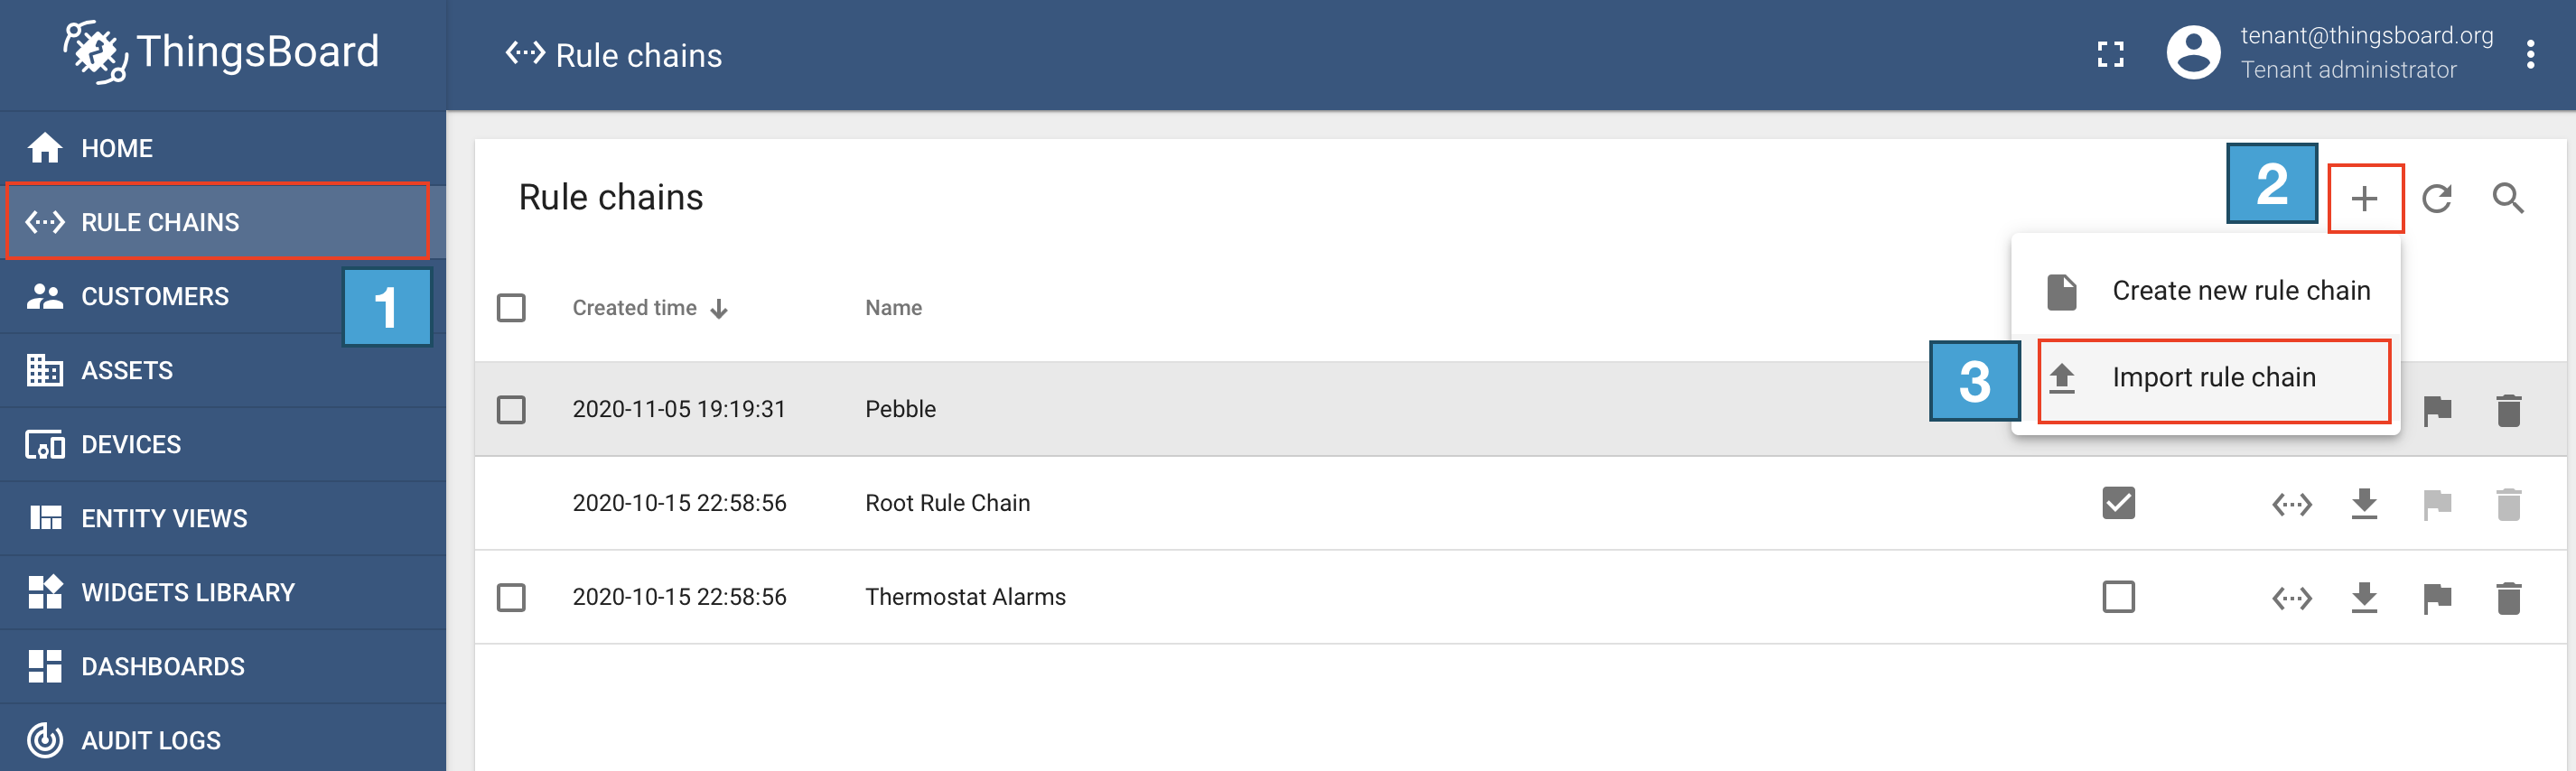 ThingsBoard
Rule chains
tenant@thingsboard.org
Tenant administrator
HOME
RULE CHAINS
CUSTOMERS
1
ASSETS
DEVICES
ENTITY VIEWS
WIDGETS LIBRARY
DASHBOARDS
AUDIT LOGS
Rule chains
2
Create new rule chain
3
Import rule chain
Created time Name
2020-11-05 19:19:31 Pebble
2020-10-15 22:58:56 Root Rule Chain
2020-10-15 22:58:56 Thermostat Alarms